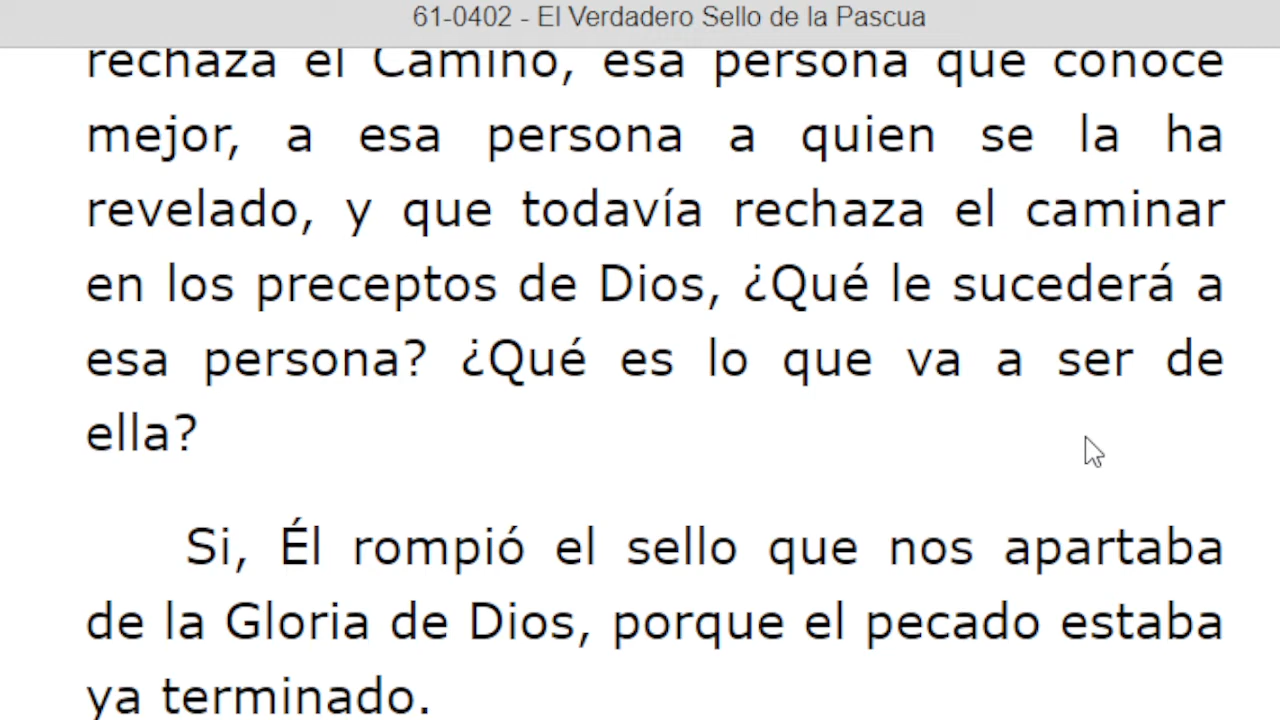 61-0402 - El Verdadero Sello de la Pascua
rechaza el Camino, esa persona que conoce
mejor, a esa persona a quien se la ha
revelado, y que todavía rechaza el caminar
en los preceptos de Dios, ¿Qué le sucederá a
esa persona? ¿Qué es lo que va a ser de
ella?
Si, Él rompió el sello que nos apartaba
de la Gloria de Dios, porque el pecado estaba
ya terminado.